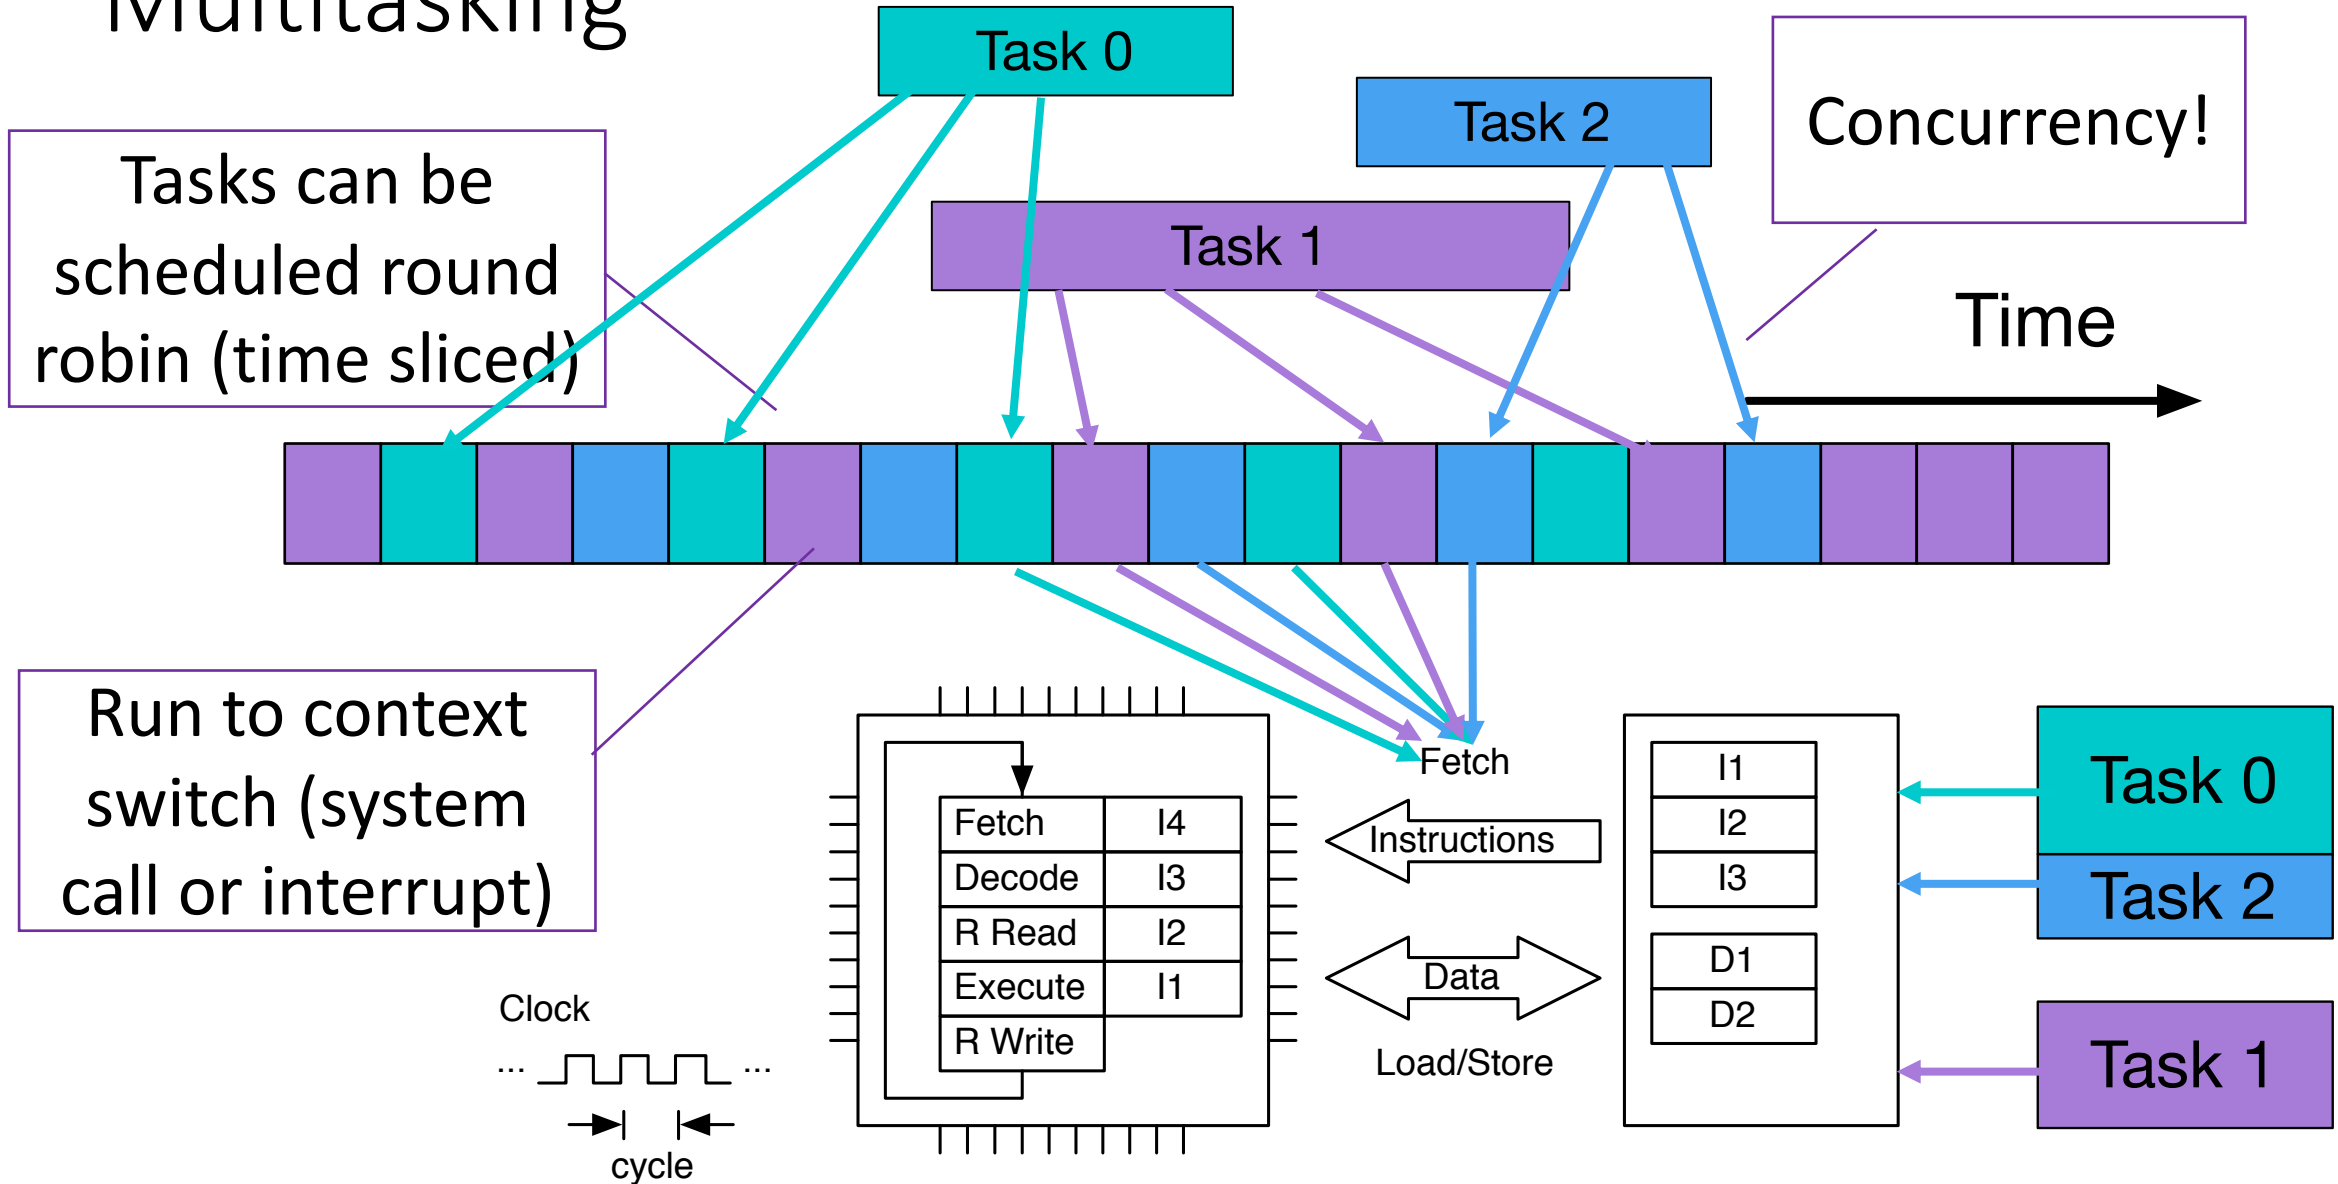 Multitasking
Task 0
Task 2
Concurrency!
Tasks can be
scheduled round
robin (time sliced)
Task 1
Time
Run to context
switch (system
call or interrupt)
Fetch
Fetch I4
Decode I3
R Read I2
Execute I1
R Write
Instructions
Data
Load/Store
I1
I2
I3
D1
D2
Task 0
Task 2
Task 1
Clock
... ...
cycle